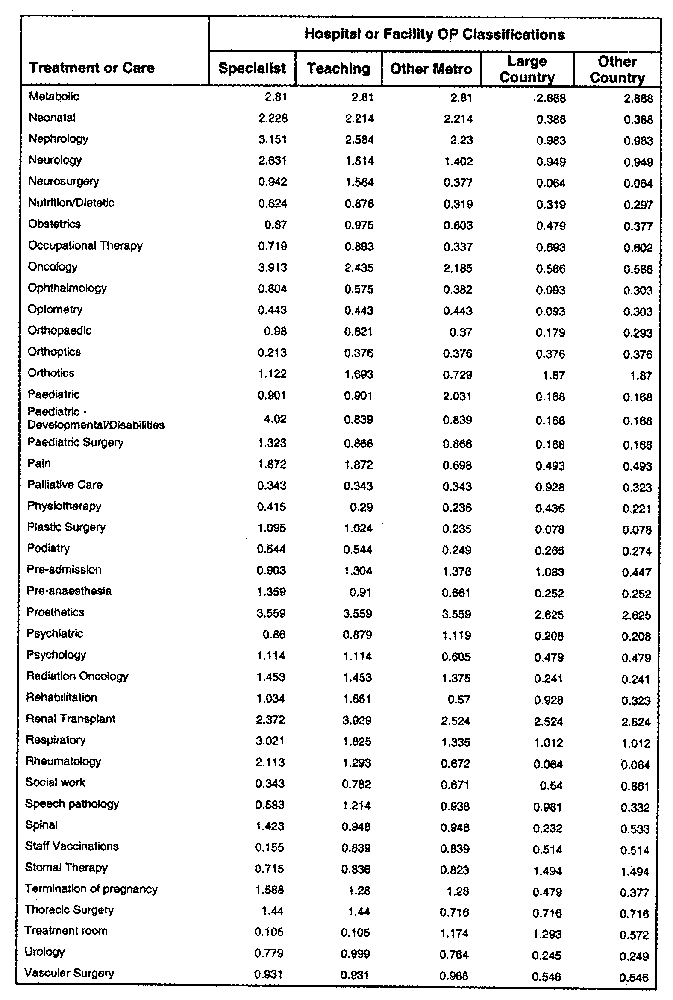 Hospital or Facility OP Classifications
Treatment or Care Specialist Teaching Other Metro Large Country Other Country
Metabolic 2.81 2.81 2.81 2.888 2.888
Neonatal 2.228 2.214 2.214 0.388 0.388
Nephrology 3.151 2.584 2.23 0.983 0.983
Neurology 2.631 1.514 1.402 0.949 0.949
Neurosurgery 0.942 1.584 0.377 0.064 0.064
Nutrition/Dietetic 0.824 0.876 0.319 0.319 0.297
Obstetrics 0.87 0.975 0.603 0.479 0.377
Occupational Therapy 0.719 0.893 0.337 0.693 0.602
Oncology 3.913 2.435 2.185 0.586 0.586
Ophthalmology 0.804 0.575 0.382 0.093 0.303
Optometry 0.443 0.443 0.443 0.093 0.303
Orthopaedic 0.98 0.821 0.37 0.179 0.293
Orthoptics 0.213 0.376 0.376 0.376 0.376
Orthotics 1.122 1.693 0.729 1.87 1.87
Paediatric 0.901 0.901 2.031 0.168 0.168
Paediatric -
Developmental/Disabilities 4.02 0.839 0.839 0.168 0.168
Paediatric Surgery 1.323 0.866 0.866 0.168 0.168
Pain 1.872 1.872 0.698 0.493 0.493
Palliative Care 0.343 0.343 0.343 0.928 0.323
Physiotherapy 0.415 0.29 0.236 0.436 0.221
Plastic Surgery 1.095 1.024 0.235 0.078 0.078
Podiatry 0.544 0.544 0.249 0.265 0.274
Pre-admission 0.903 1.304 1.378 1.083 0.447
Pre-anaesthesia 1.359 0.91 0.661 0.252 0.252
Prosthetics 3.559 3.559 3.559 2.625 2.625
Psychiatric 0.86 0.879 1.119 0.208 0.208
Psychology 1.114 1.114 0.605 0.479 0.479
Radiation Oncology 1.453 1.453 1.375 0.241 0.241
Rehabilitation 1.034 1.551 0.57 0.928 0.323
Renal Transplant 2.372 3.929 2.524 2.524 2.524
Respiratory 3.021 1.825 1.335 1.012 1.012
Rheumatology 2.113 1.293 0.672 0.064 0.064
Social work 0.343 0.782 0.671 0.54 0.861
Speech pathology 0.583 1.214 0.938 0.981 0.332
Spinal 1.423 0.948 0.948 0.232 0.533
Staff Vaccinations 0.155 0.839 0.839 0.514 0.514
Stomal Therapy 0.715 0.836 0.823 1.494 1.494
Termination of pregnancy 1.588 1.28 1.28 0.479 0.377
Thoracic Surgery 1.44 1.44 0.716 0.716 0.716
Treatment room 0.105 0.105 1.174 1.293 0.572
Urology 0.779 0.999 0.764 0.245 0.249
Vascular Surgery 0.931 0.931 0.988 0.546 0.546